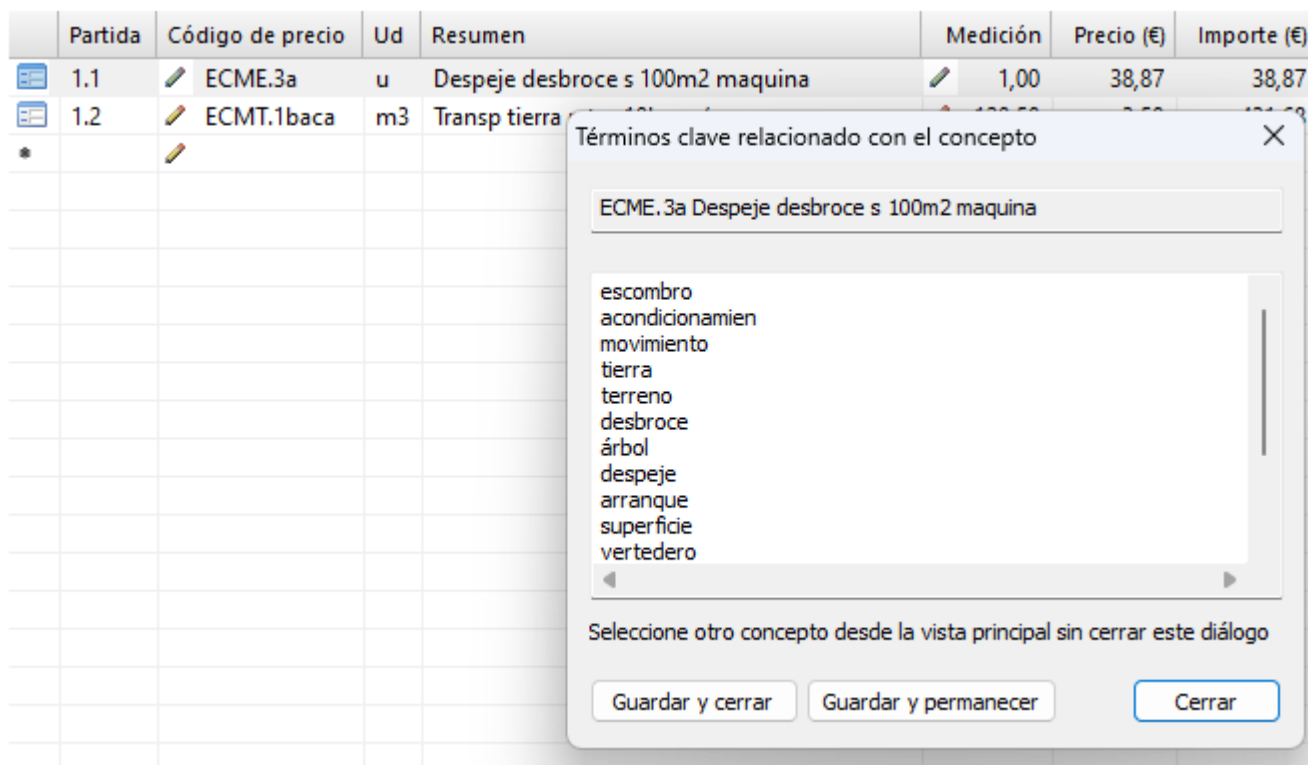 Partida Código de precio Ud Resumen Medición Precio (€) Importe (€)
1.1 ECME.3a u Despeje desbroce s 100m2 maquina 1,00 38,87 38,87
1.2 ECMT.1baca m3 Transp tierra
Términos clave relacionado con el concepto
ECME.3a Despeje desbroce s 100m2 maquina
escombro
acondicionamien
movimiento
tierra
terreno
desbroce
árbol
despeje
arranque
superficie
vertedero
Seleccione otro concepto desde la vista principal sin cerrar este diálogo
Guardar y cerrar Guardar y permanecer Cerrar